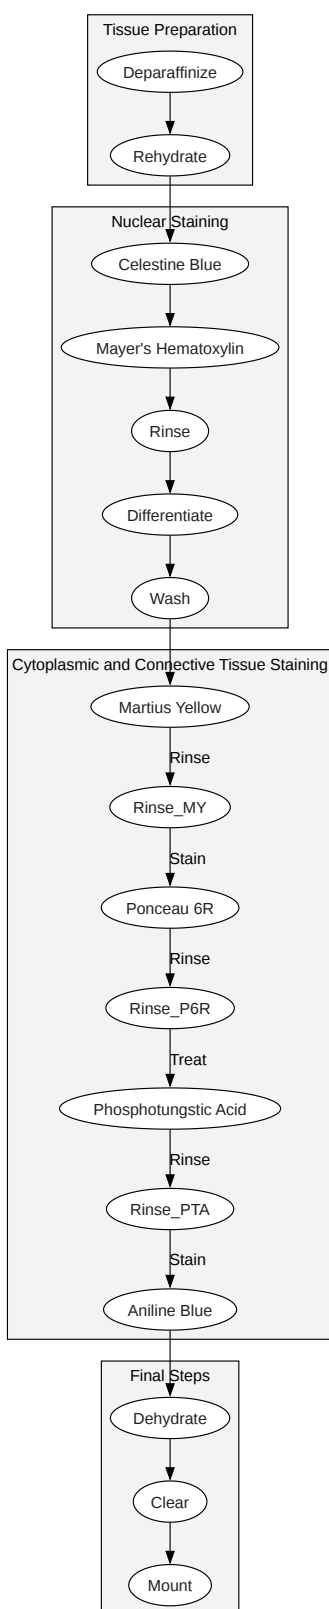 Tissue Preparation
Deparaffinize
Rehydrate
Nuclear Staining
Celestine Blue
Mayer's Hematoxylin
Rinse
Differentiate
Wash
Cytoplasmic and Connective Tissue Staining
Martius Yellow
Rinse
Rinse_MY
Stain
Ponceau 6R
Rinse
Rinse_P6R
Treat
Phosphotungstic Acid
Rinse
Rinse_PTA
Stain
Aniline Blue
Final Steps
Dehydrate
Clear
Mount